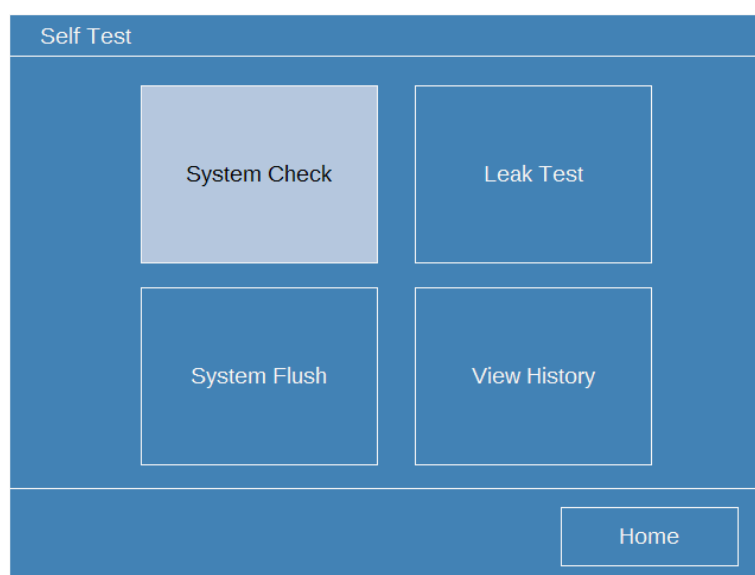 Self Test
System Check
Leak Test
System Flush
View History
Home